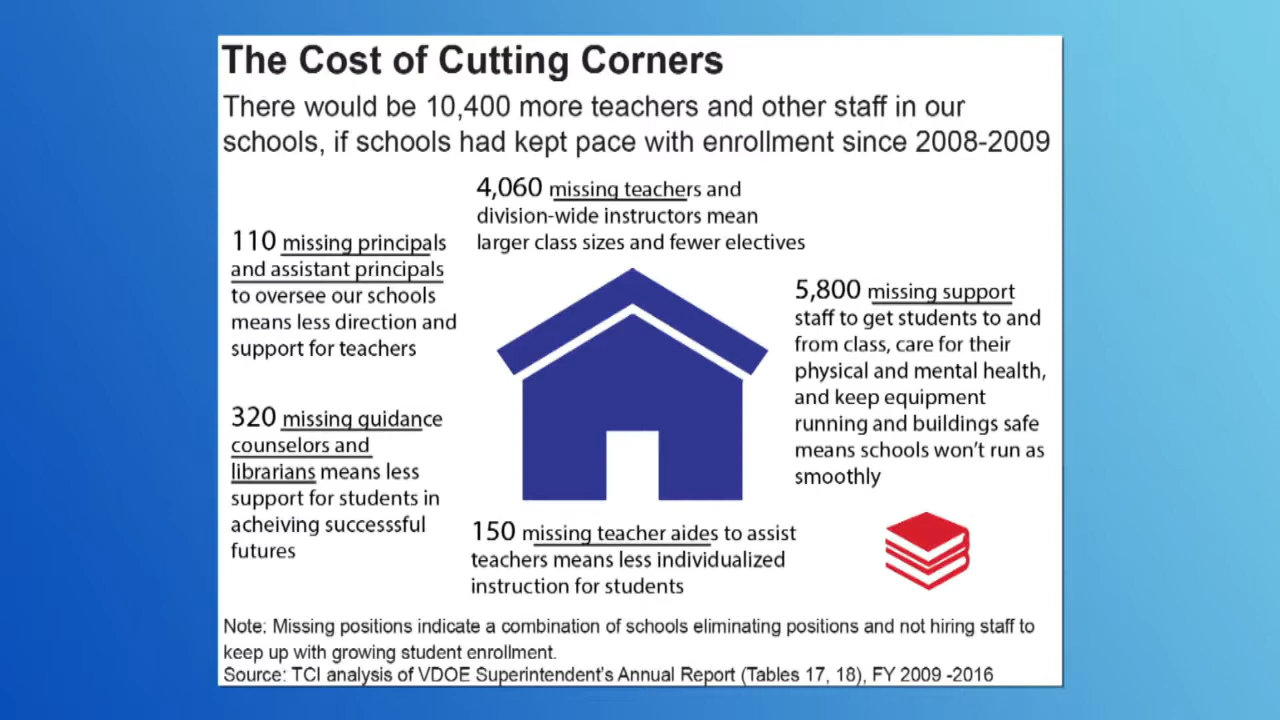 The Cost of Cutting Corners
There would be 10,400 more teachers and other staff in our
schools, if schools had kept pace with enrollment since 2008-2009
4,060 missing teachers and
division-wide instructors mean
larger class sizes and fewer electives
110 missing principals
and assistant principals
to oversee our schools
means less direction and
support for teachers
5,800 missing support
staff to get students to and
from class, care for their
physical and mental health,
and keep equipment
running and buildings safe
means schools won’t run as
smoothly
320 missing guidance
counselors and
librarians means less
support for students in
acheiving successsful
futures
150 missing teacher aides to assist
teachers means less individualized
instruction for students
Note: Missing positions indicate a combination of schools eliminating positions and not hiring staff to
keep up with growing student enrollment.
Source: TCI analysis of VDOE Superintendent’s Annual Report (Tables 17, 18), FY 2009 -2016